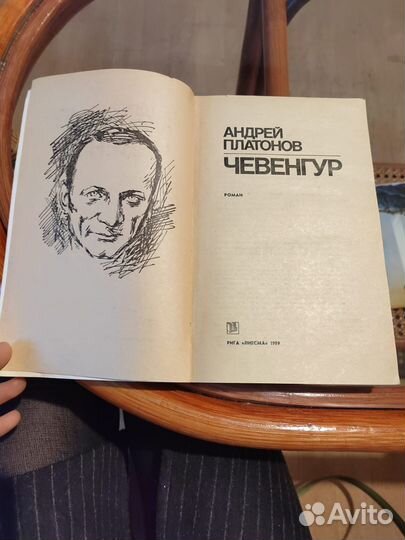 АНДРЕЙ
ПЛАТОНОВ
ЧЕВЕНГУР
РОМАН
РИГА «ЛИЕСМА» 1989
Avito